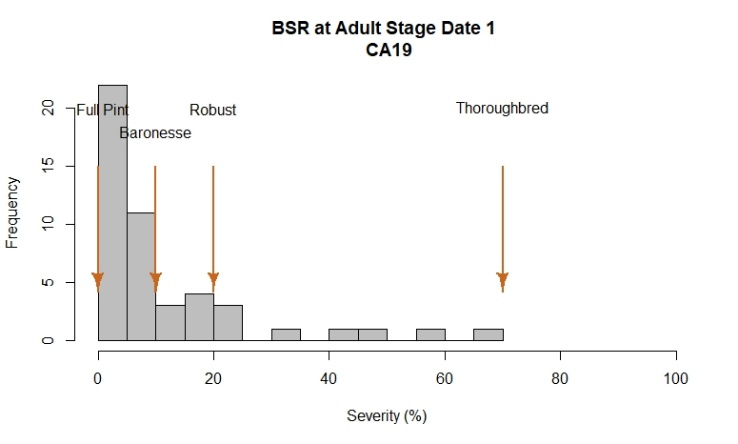 BSR at Adult Stage Date 1
CA19
Full Pint
Baronesse
Robust
Thoroughbred
Frequency
20
15
10
5
0
0 20 40 60 80 100
Severity (%)